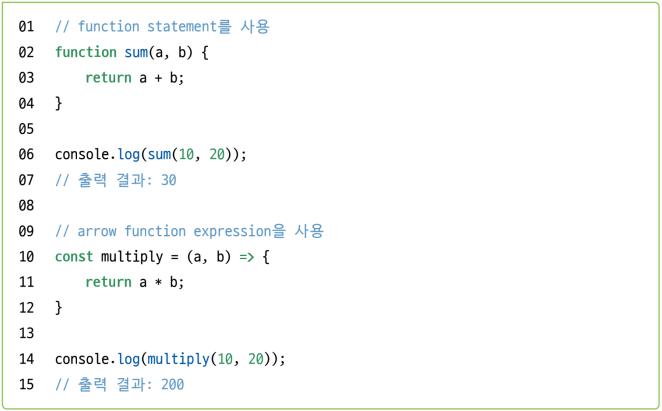 01 // function statement를 사용
02 function sum(a, b) {
03     return a + b;
04 }
05
06 console.log(sum(10, 20));
07 // 출력 결과: 30
08
09 // arrow function expression을 사용
10 const multiply = (a, b) => {
11     return a * b;
12 }
13
14 console.log(multiply(10, 20));
15 // 출력 결과: 200